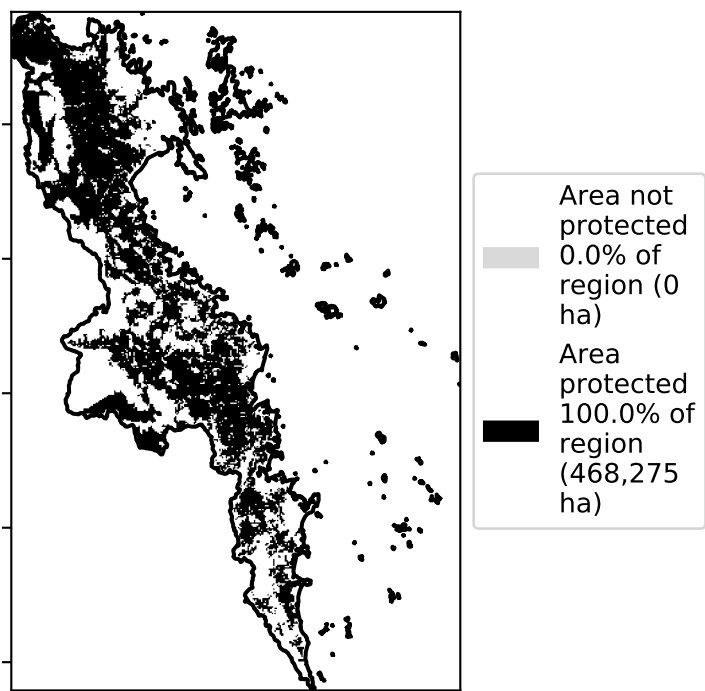 Area not
protected
0.0% of
region (0
ha)
Area
protected
100.0% of
region
(468,275
ha)